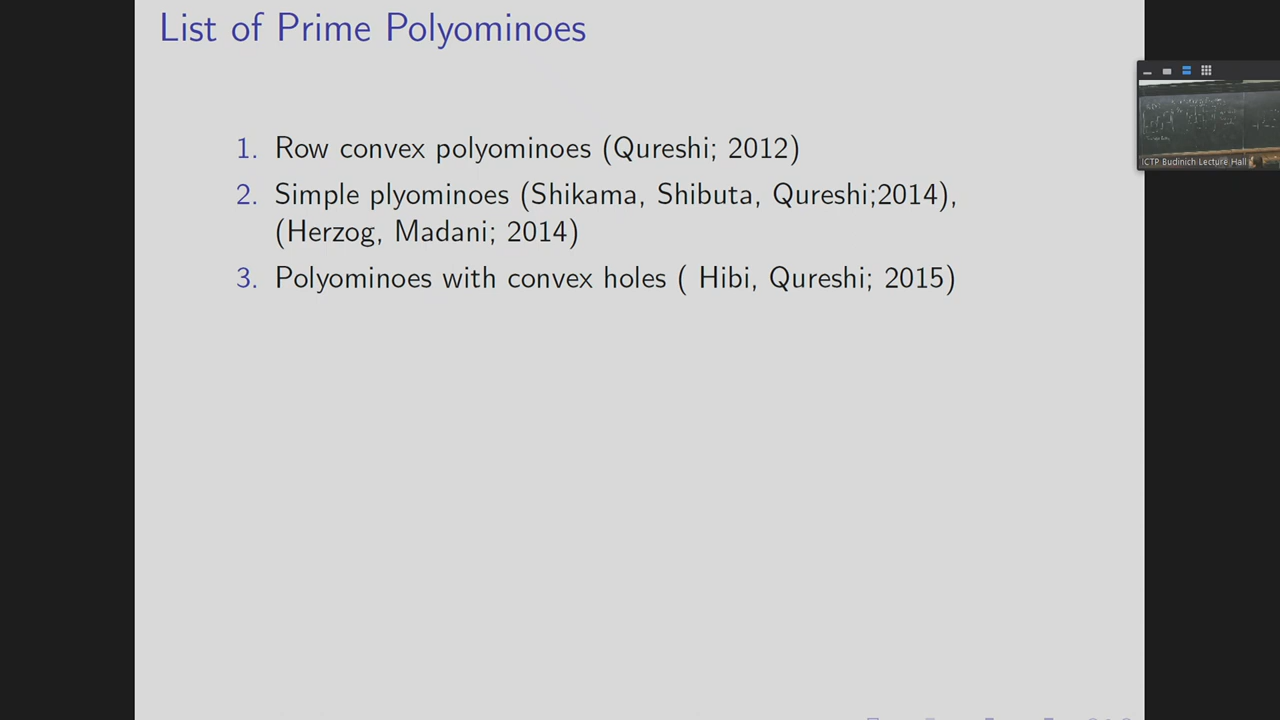 List of Prime Polyominoes
1. Row convex polyominoes (Qureshi; 2012)
2. Simple plyominoes (Shikama, Shibuta, Qureshi;2014),
(Herzog, Madani; 2014)
3. Polyominoes with convex holes ( Hibi, Qureshi; 2015)
ICTP Budinich Lecture Hall